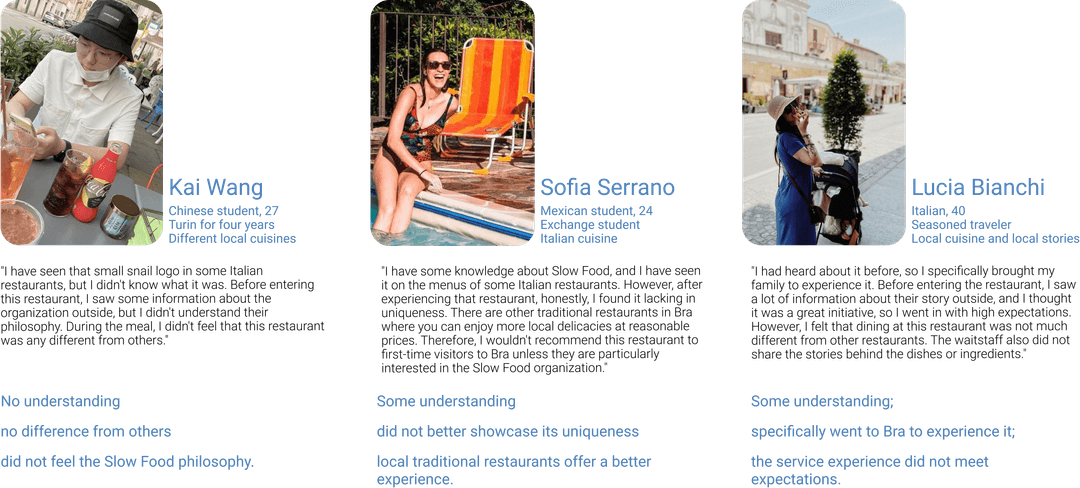 Kai Wang
Chinese student, 27
Turin for four years
Different local cuisines
"I have seen that small snail logo in some Italian
restaurants, but I didn't know what it was. Before entering
this restaurant, I saw some information about the
organization outside, but I didn't understand their
philosophy. During the meal, I didn't feel that this restaurant
was any different from others."
No understanding
no difference from others
did not feel the Slow Food philosophy.
Sofia Serrano
Mexican student, 24
Exchange student
Italian cuisine
"I have some knowledge about Slow Food, and I have seen
it on the menus of some Italian restaurants. However, after
experiencing that restaurant, honestly, I found it lacking in
uniqueness. There are other traditional restaurants in Bra
where you can enjoy more local delicacies at reasonable
prices. Therefore, I wouldn't recommend this restaurant to
first-time visitors to Bra unless they are particularly
interested in the Slow Food organization."
Some understanding
did not better showcase its uniqueness
local traditional restaurants offer a better
experience.
Lucia Bianchi
Italian, 40
Seasoned traveler
Local cuisine and local stories
"I had heard about it before, so I specifically brought my
family to experience it. Before entering the restaurant, I saw
a lot of information about their story outside, and I thought
it was a great initiative, so I went in with high expectations.
However, I felt that dining at this restaurant was not much
different from other restaurants. The waitstaff also did not
share the stories behind the dishes or ingredients."
Some understanding;
specifically went to Bra to experience it;
the service experience did not meet
expectations.